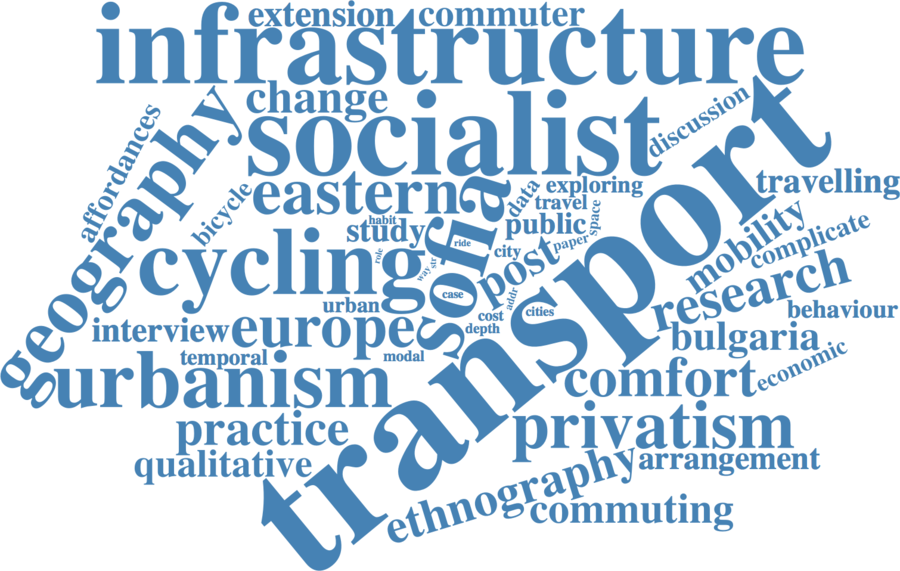 extension commuter
infrastructure
change
socialist
discussion
affordances
geography
bicycle
eastern
sofia
data
exploring
travel
travelling
habit
study
public
space
mobility
complicate
cycling
role
ride
city
post
paper
way
str
transport
research
case
addr
urban
cost
cities
behaviour
interview
europe
depth
bulgaria
temporal
modal
economic
urbanism
comfort
practice
privatism
qualitative
ethnography
arrangement
commuting